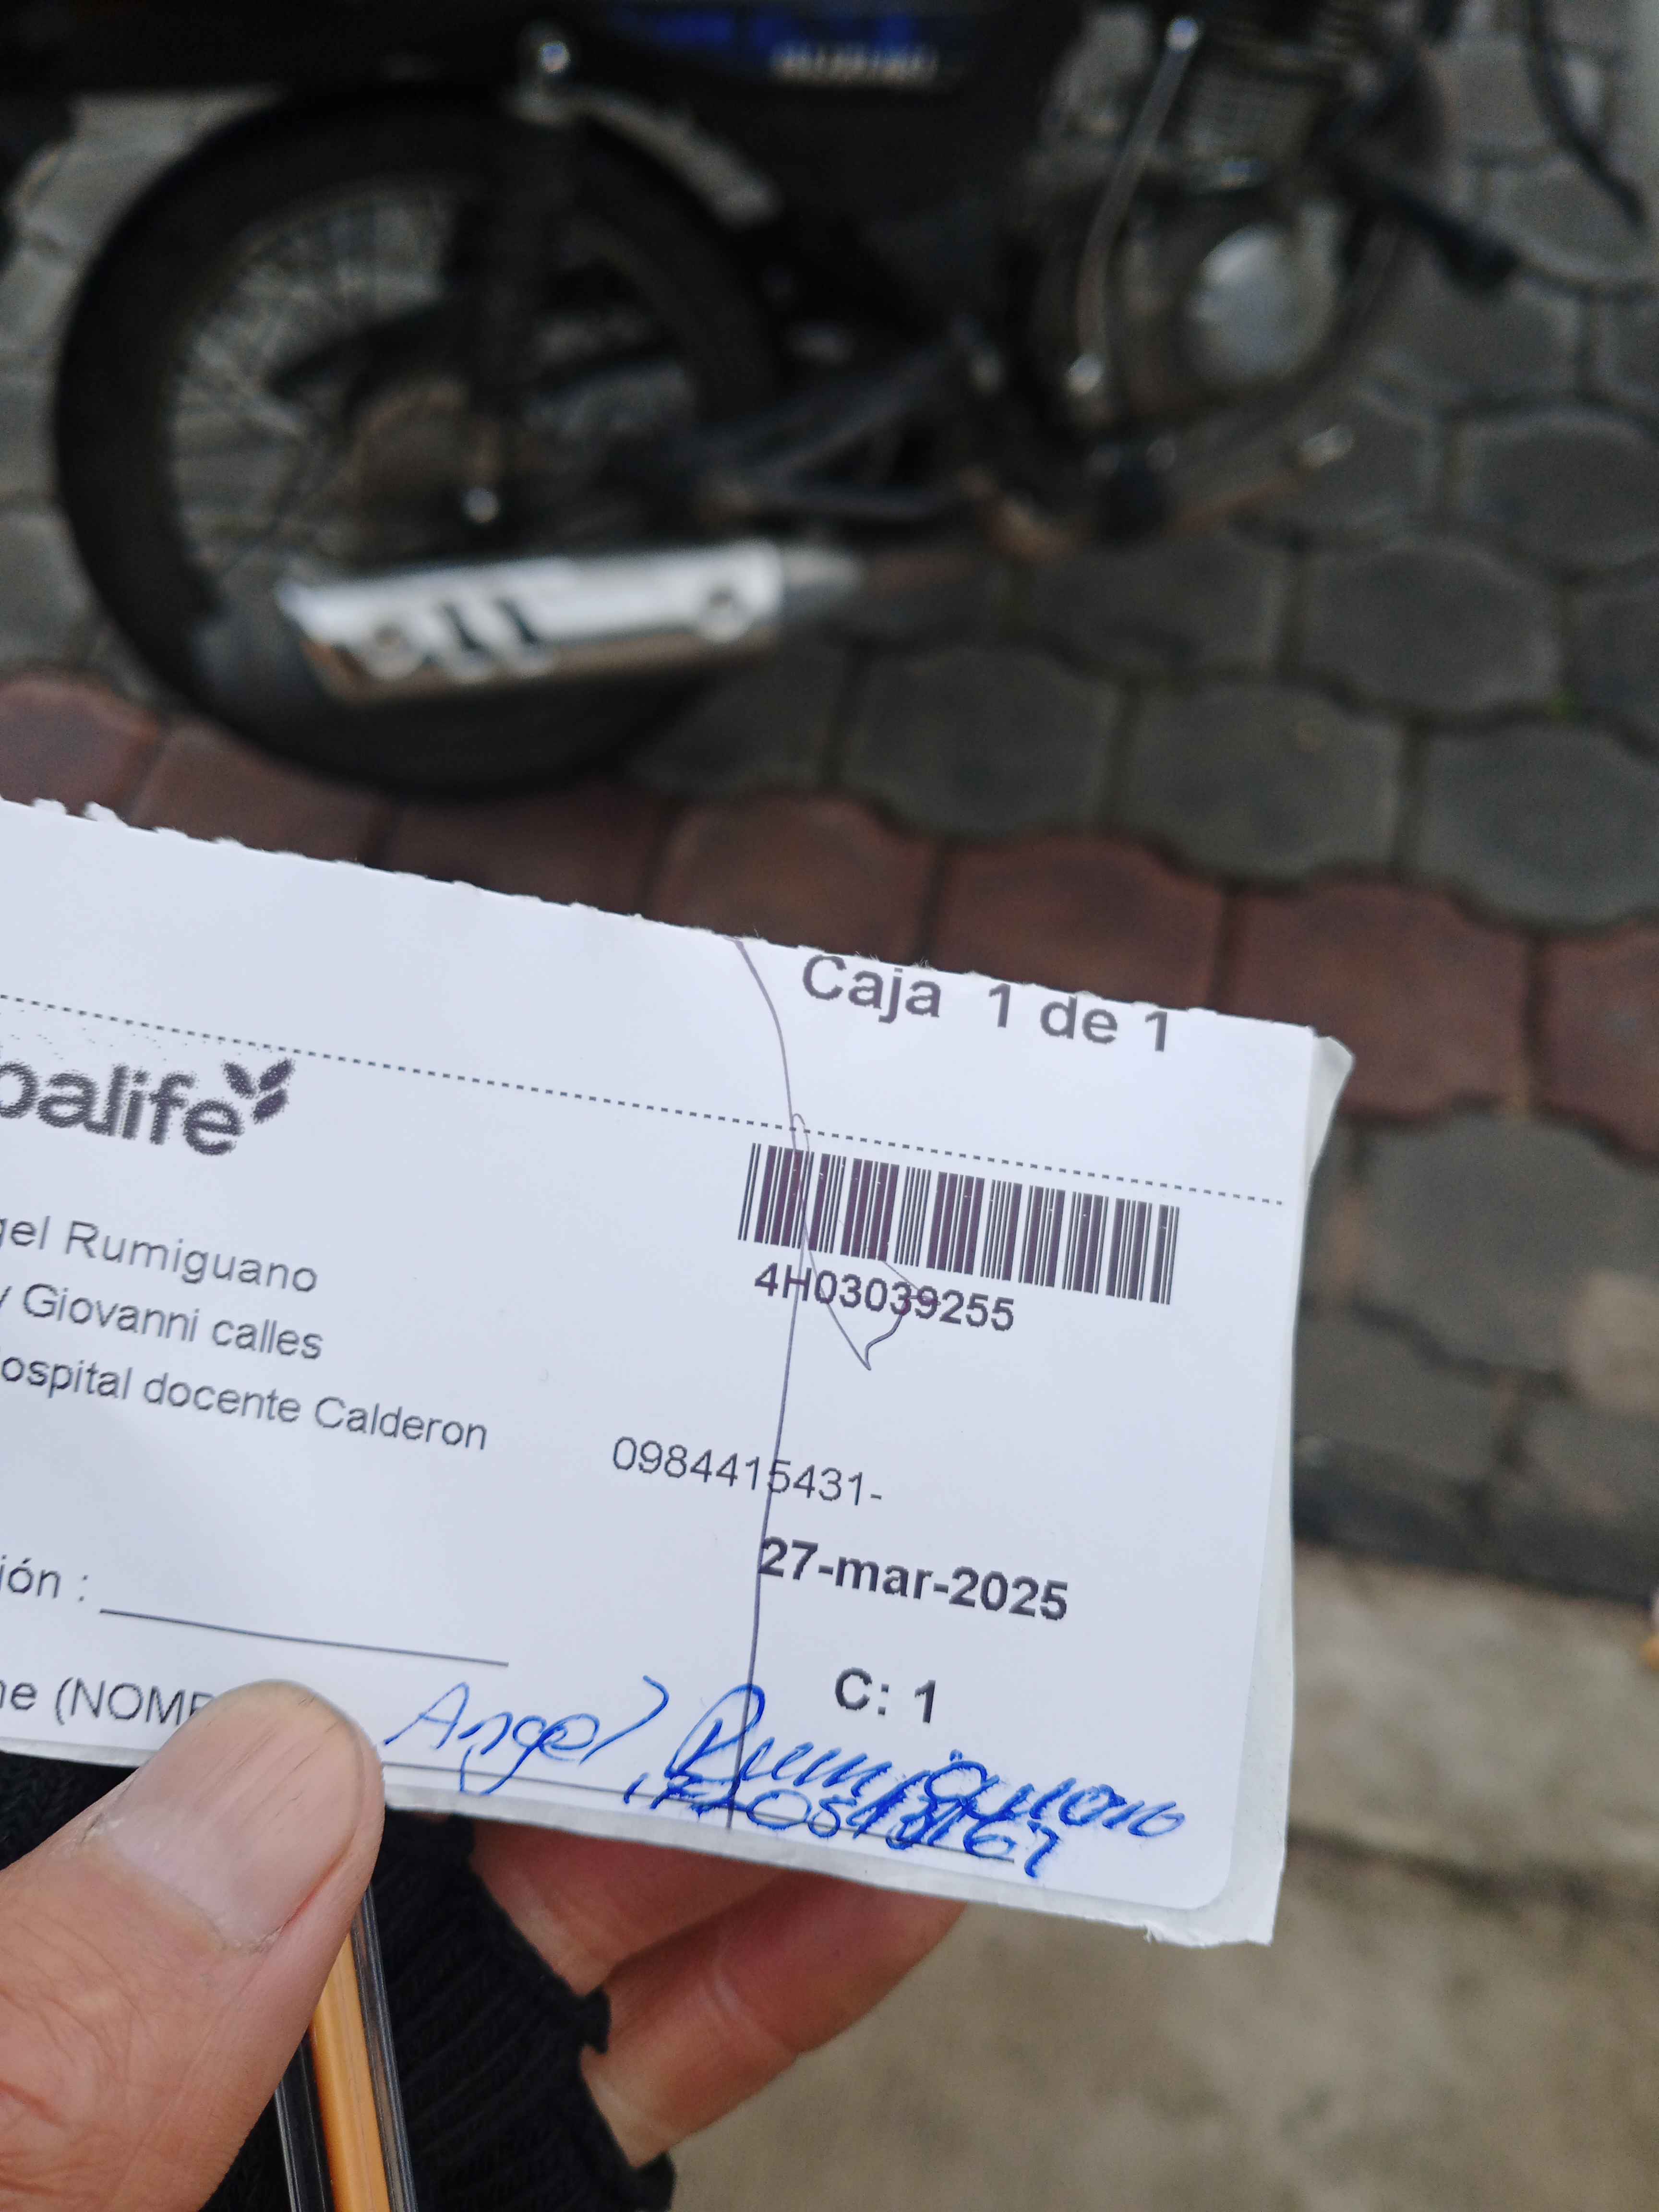 Caja 1 de 1
balife
gel Rumiguano
4H03039255
y Giovanni calles
ospital docente Calderon
0984415431-
27-mar-2025
ión :
C: 1
ne (NOMB
Angel Rumiguano